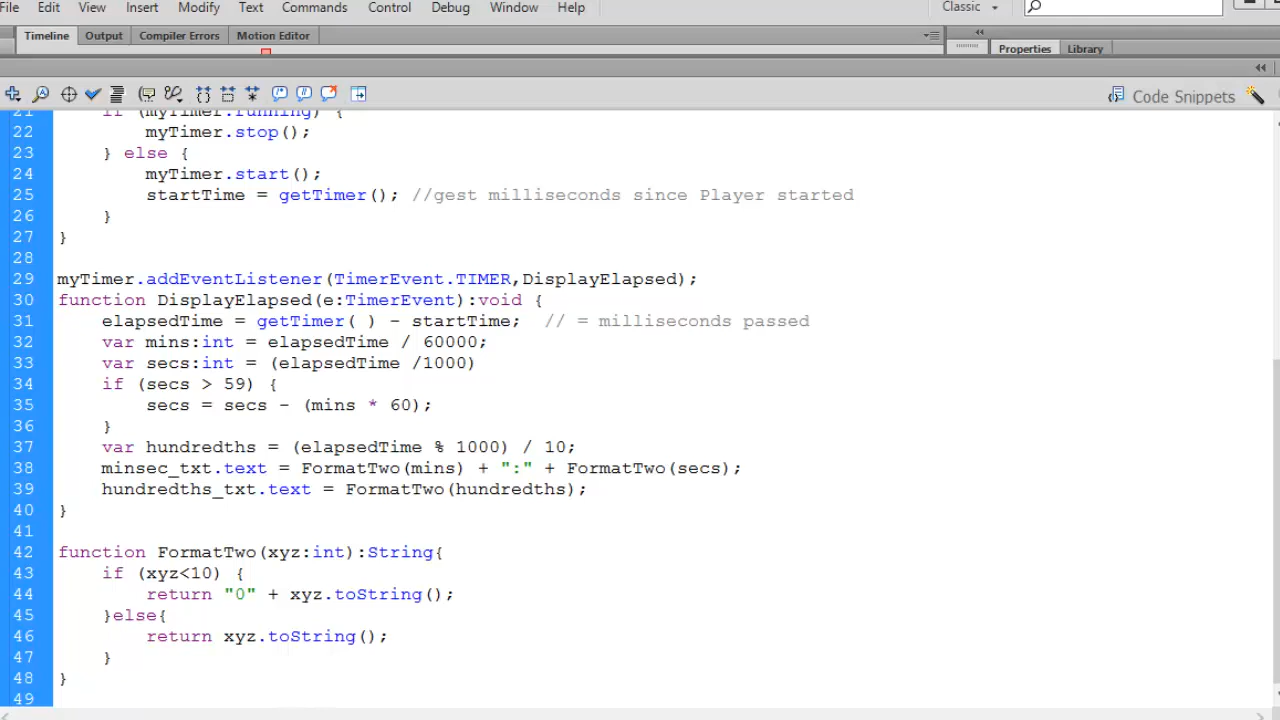 File Edit View Insert Modify Text Commands Control Debug Window Help Classic
Timeline Output Compiler Errors Motion Editor Properties Library
Code Snippets
21 if (myTimer.running) {
22 myTimer.stop();
23 } else {
24 myTimer.start();
25 startTime = getTimer(); //gest milliseconds since Player started
26 }
27 }
28
29 myTimer.addEventListener(TimerEvent.TIMER,DisplayElapsed);
30 function DisplayElapsed(e:TimerEvent):void {
31 elapsedTime = getTimer( ) - startTime; // = milliseconds passed
32 var mins:int = elapsedTime / 60000;
33 var secs:int = (elapsedTime /1000)
34 if (secs > 59) {
35 secs = secs - (mins * 60);
36 }
37 var hundredths = (elapsedTime % 1000) / 10;
38 minsec_txt.text = FormatTwo(mins) + ":" + FormatTwo(secs);
39 hundredths_txt.text = FormatTwo(hundredths);
40 }
41
42 function FormatTwo(xyz:int):String{
43 if (xyz<10) {
44 return "0" + xyz.toString();
45 }else{
46 return xyz.toString();
47 }
48 }
49